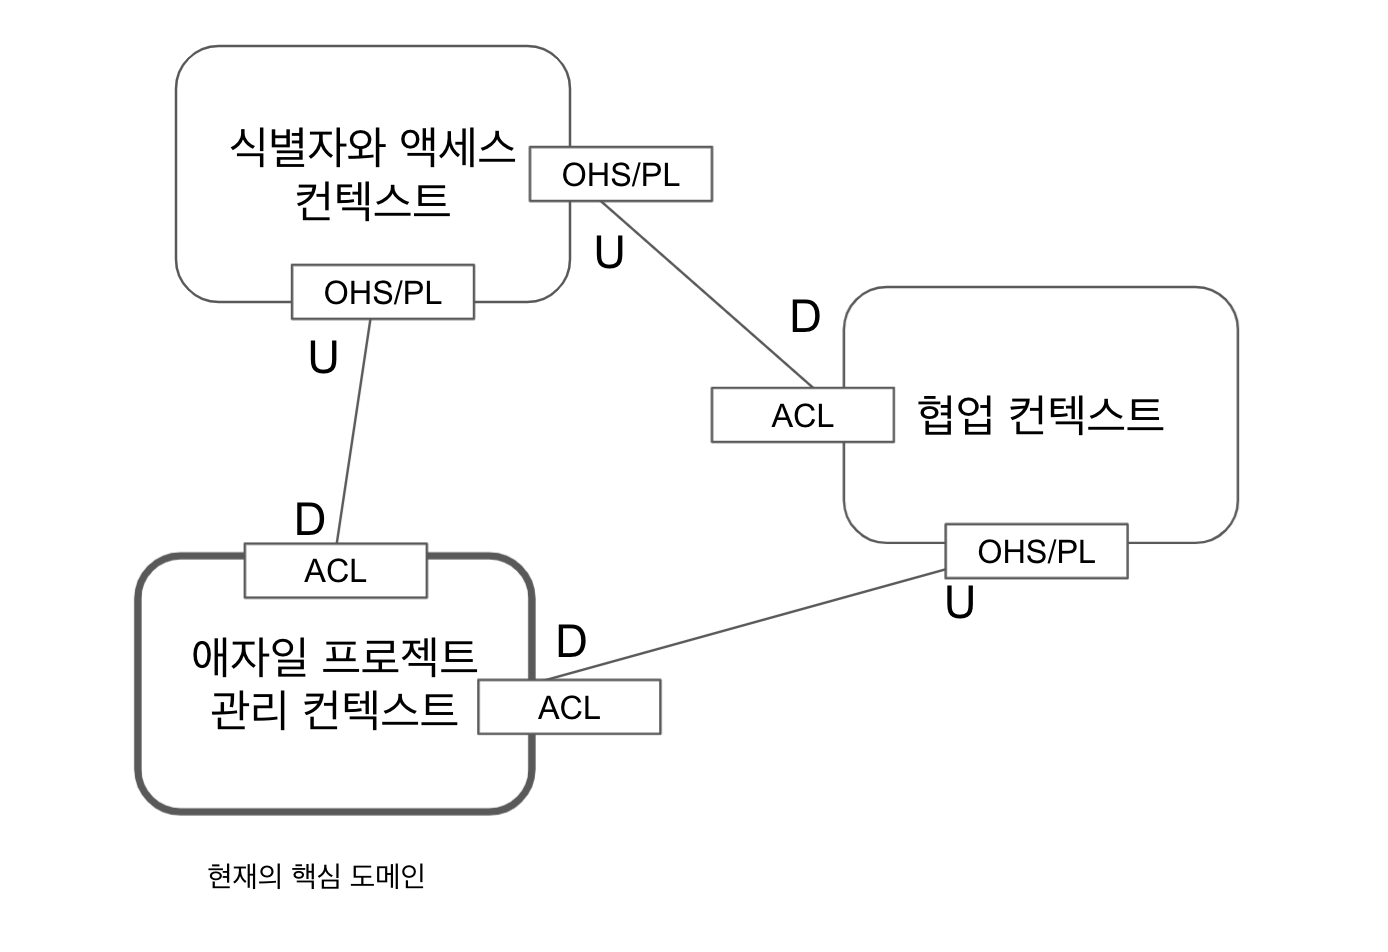 식별자와 액세스
컨텍스트
OHS/PL
U
OHS/PL
U
D
ACL
협업 컨텍스트
OHS/PL
U
D
ACL
애자일 프로젝트
관리 컨텍스트
D
ACL
현재의 핵심 도메인